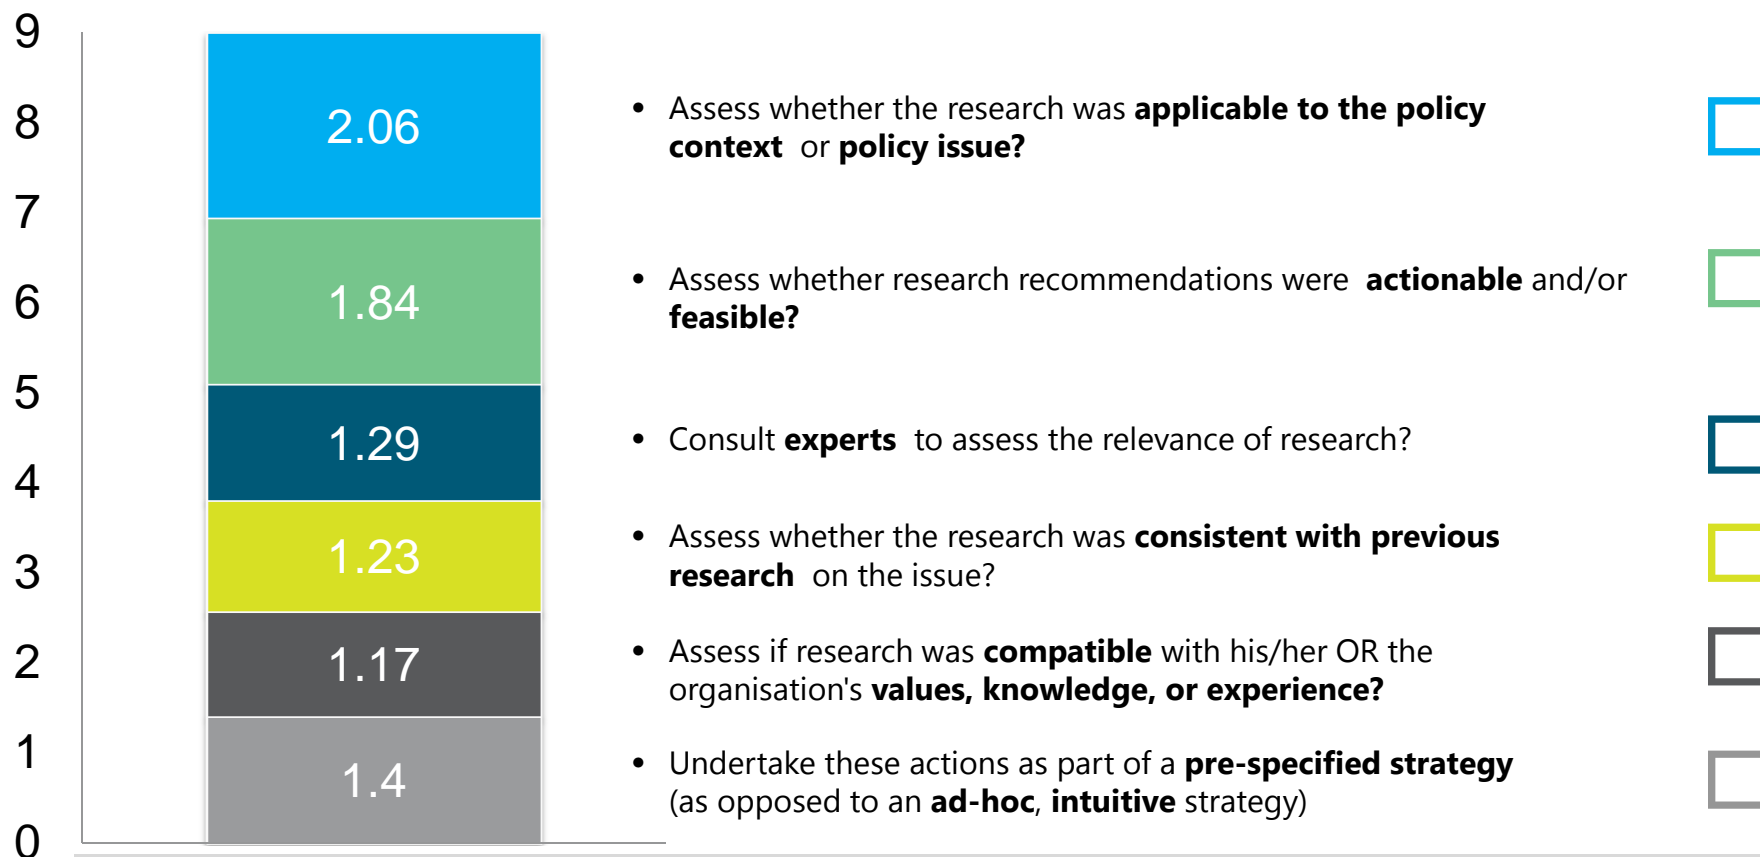 9
8
7
6
5
4
3
2
1
0
2.06
1.84
1.29
1.23
1.17
1.4
• Assess whether the research was applicable to the policy
context or policy issue?
• Assess whether research recommendations were actionable and/or
feasible?
• Consult experts to assess the relevance of research?
• Assess whether the research was consistent with previous
research on the issue?
• Assess if research was compatible with his/her OR the
organisation's values, knowledge, or experience?
• Undertake these actions as part of a pre-specified strategy
(as opposed to an ad-hoc, intuitive strategy)